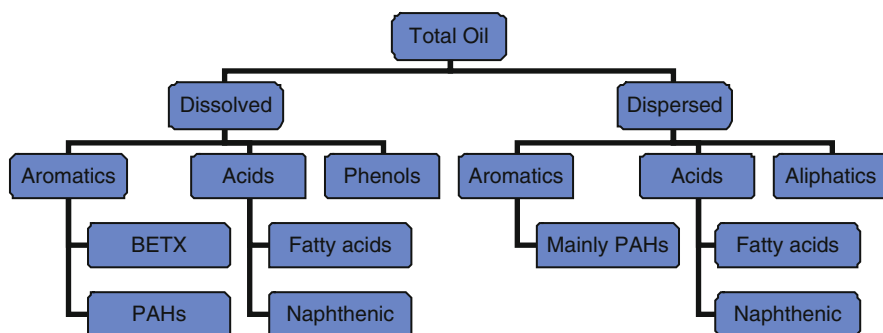 Total Oil
Dissolved
Dispersed
Aromatics
Acids
Phenols
Aromatics
Acids
Aliphatics
BETX
Fatty acids
Mainly PAHs
Fatty acids
PAHs
Naphthenic
Naphthenic